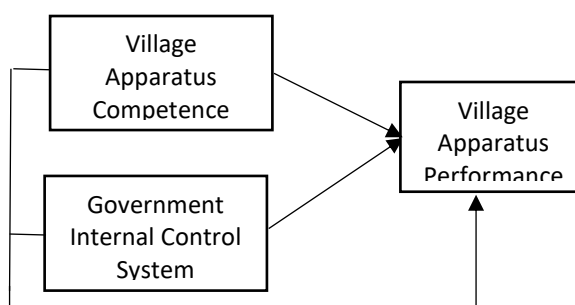 Village
Apparatus
Competence
Village
Apparatus
Performance
Government
Internal Control
System